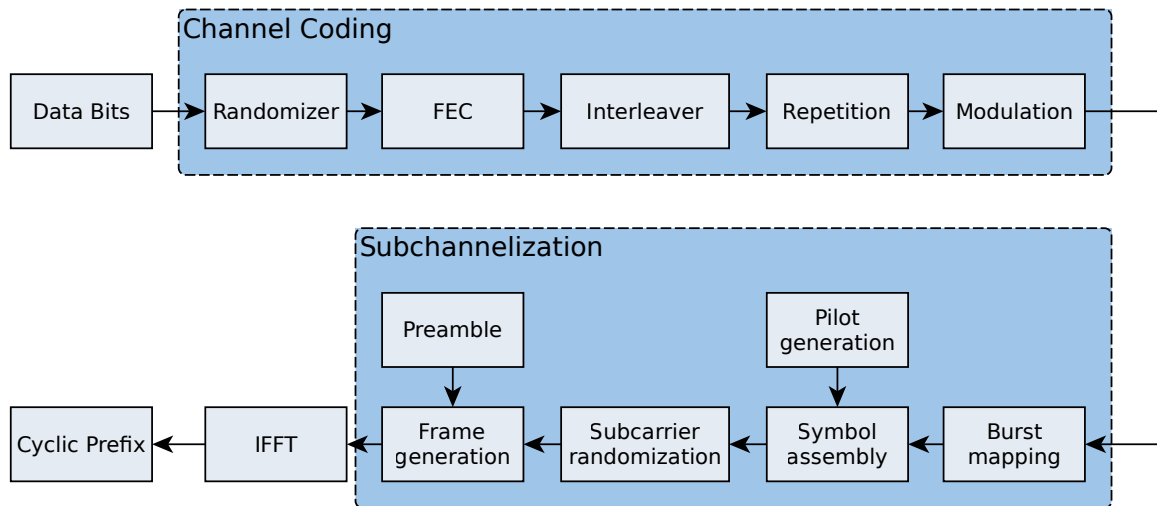 Channel Coding
Data Bits
Randomizer
FEC
Interleaver
Repetition
Modulation
Subchannelization
Preamble
Pilot
generation
Cyclic Prefix
IFFT
Frame
generation
Subcarrier
randomization
Symbol
assembly
Burst
mapping